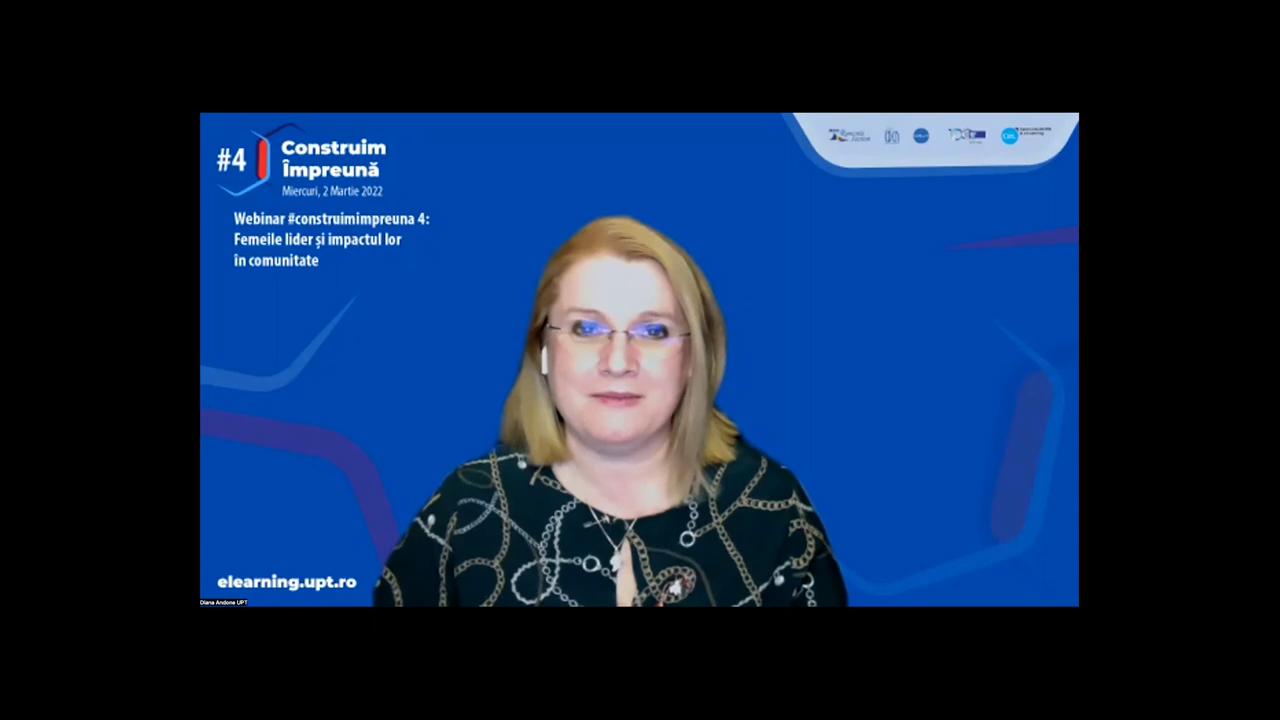 #4
Construim
Împreună
Miercuri, 2 Martie 2022
Webinar #construimimpreuna 4:
Femeile lider și impactul lor
în comunitate
elearning.upt.ro
Diana Andone UPT